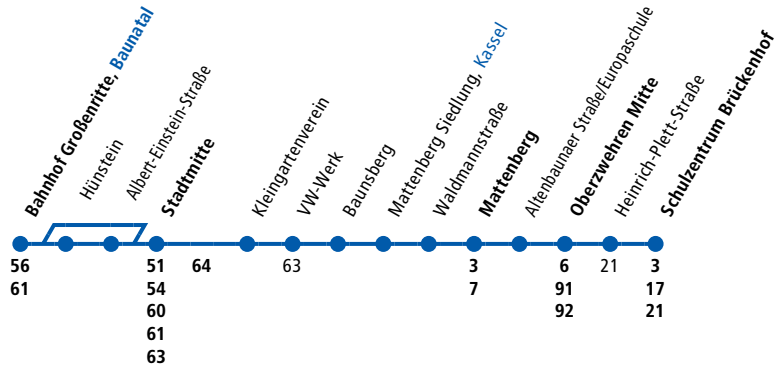 Bahnhof Großenritte, Baunatal
Hünstein
Albert-Einstein-Straße
Stadtmitte
Kleingartenverein
VW-Werk
Baunsberg
Mattenberg Siedlung, Kassel
Waldmannstraße
Mattenberg
Altenbaunaer Straße/Europaschule
Oberzwehren Mitte
Heinrich-Plett-Straße
Schulzentrum Brückenhof
56 51 64 63 3 6 21 3
61 54 7 91 17
60 92 21
61
63